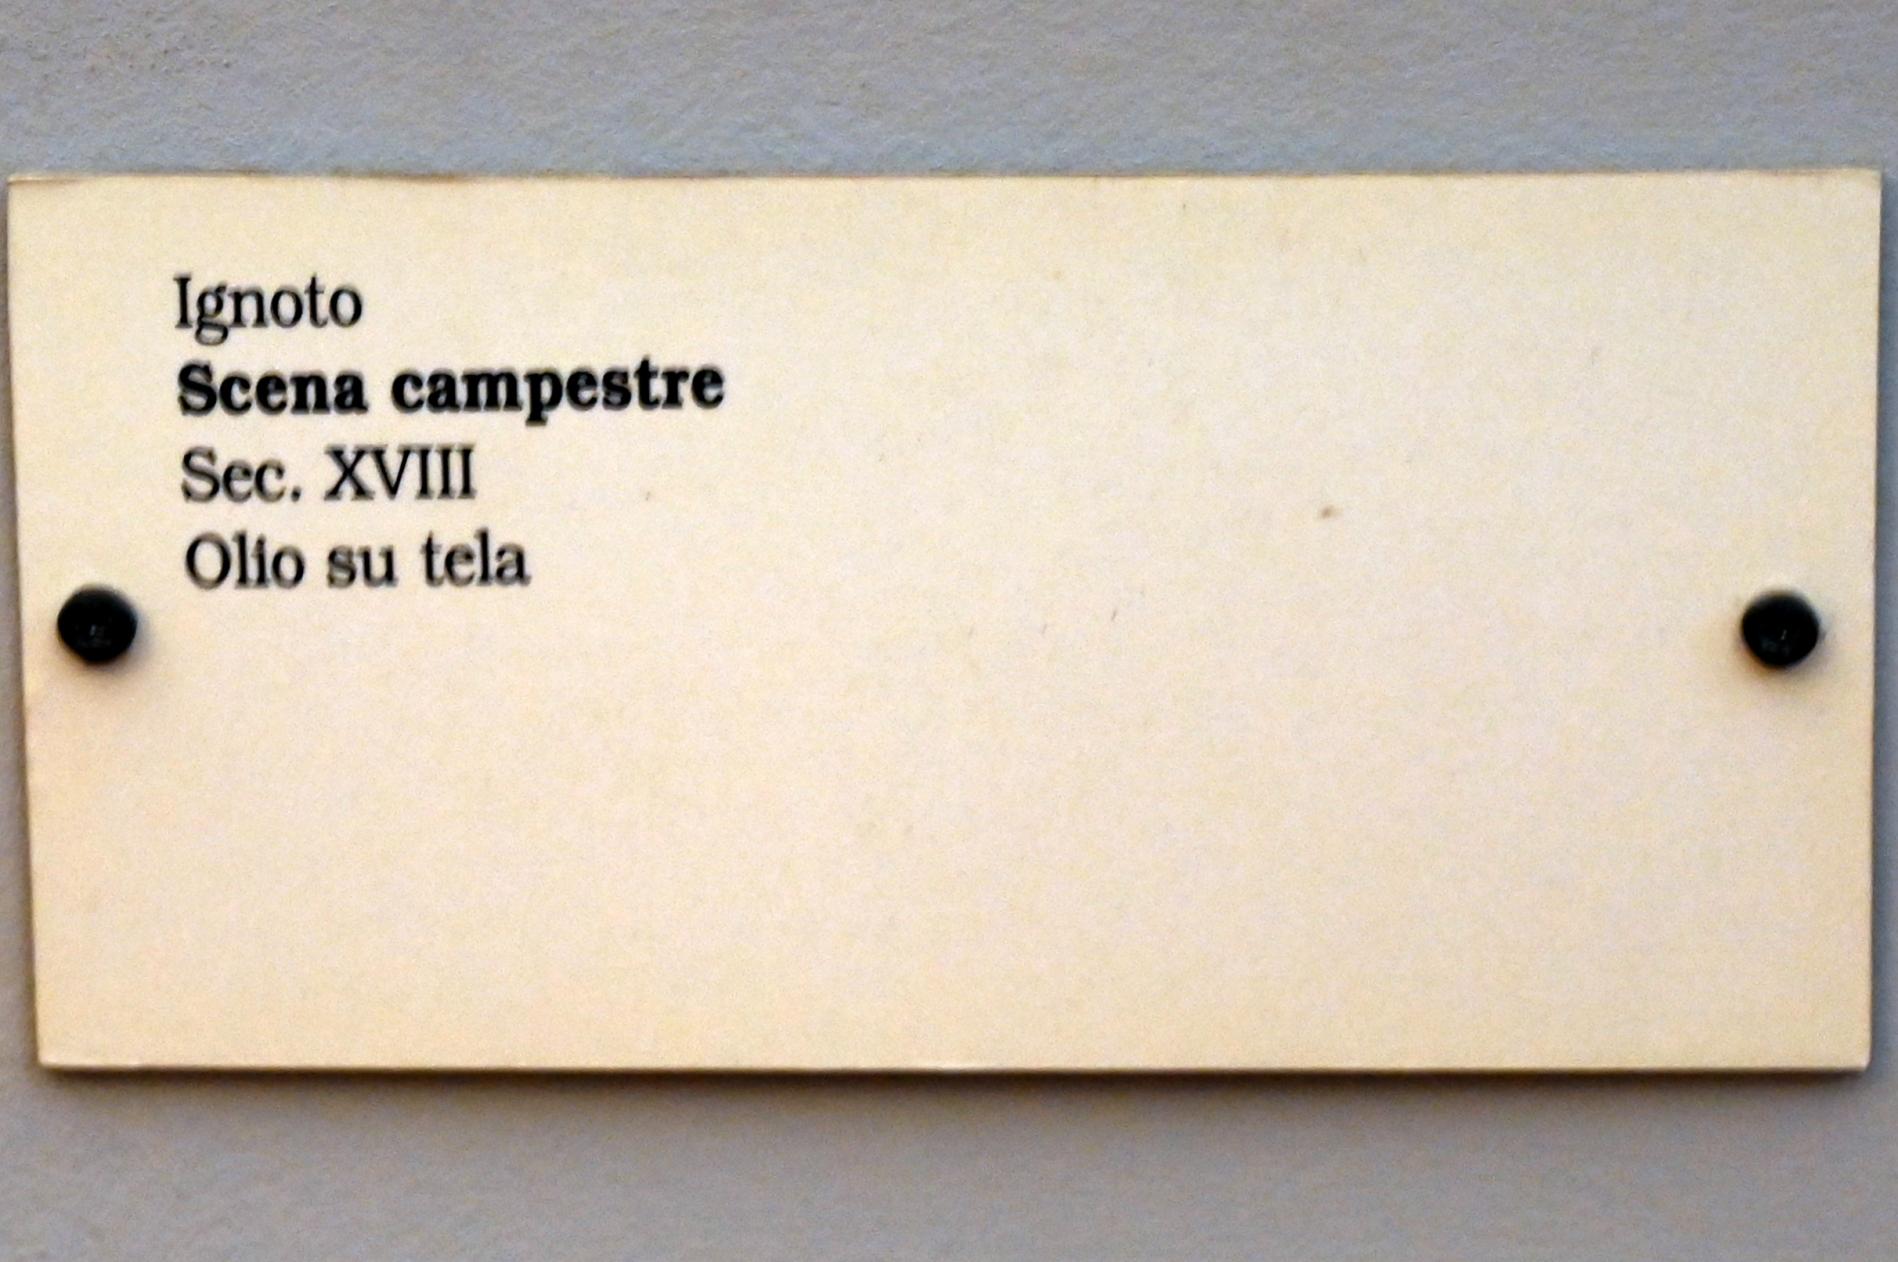 Ignoto
Scena campestre
Sec. XVIII
Olio su tela